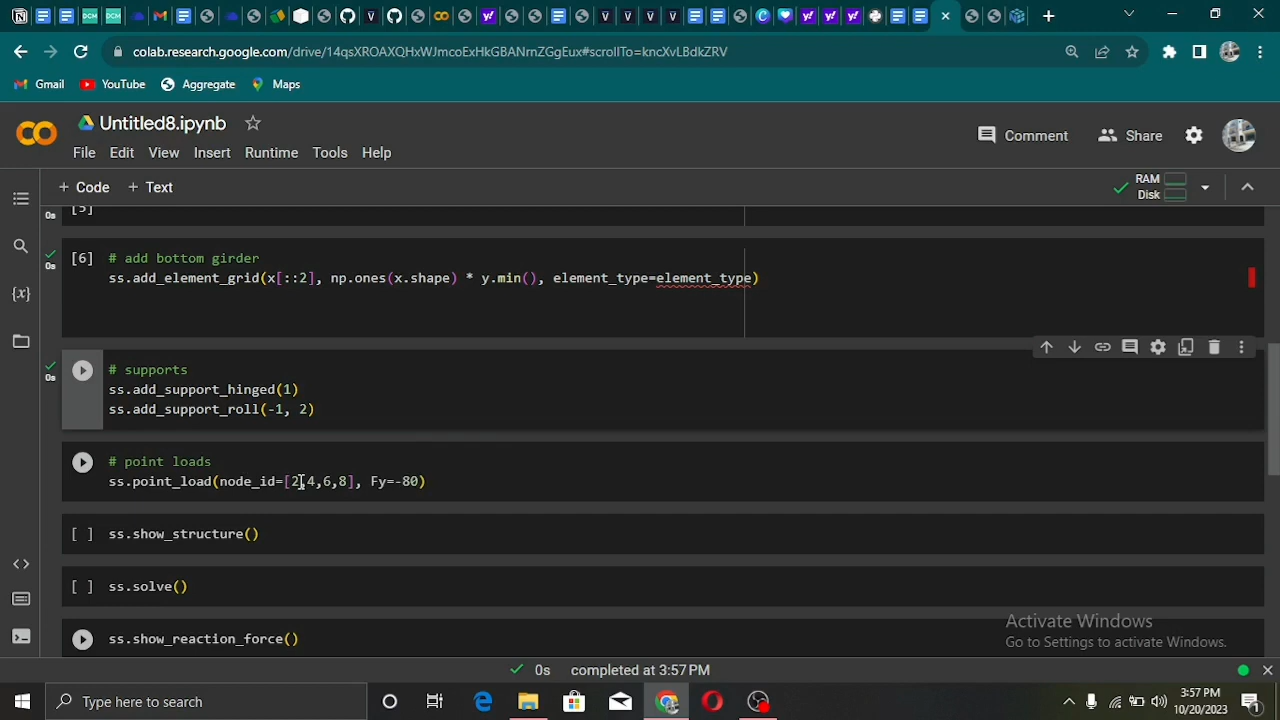 colab.research.google.com/drive/14qsXROAXQHxWJmcoExHkGBANrnZGgEux#scrollTo=kncXvLBdkZRV
Gmail
YouTube
Aggregate
Maps
Untitled8.ipynb
Comment
Share
File
Edit
View
Insert
Runtime
Tools
Help
+ Code
+ Text
RAM
Disk
0s
[5]
[6]
0s
# add bottom girder
ss.add_element_grid(x[::2], np.ones(x.shape) * y.min(), element_type=element_type)
0s
# supports
ss.add_support_hinged(1)
ss.add_support_roll(-1, 2)
# point loads
ss.point_load(node_id=[2,4,6,8], Fy=-80)
[ ] ss.show_structure()
[ ] ss.solve()
ss.show_reaction_force()
Activate Windows
Go to Settings to activate Windows.
0s completed at 3:57 PM
Type here to search
3:57 PM
10/20/2023